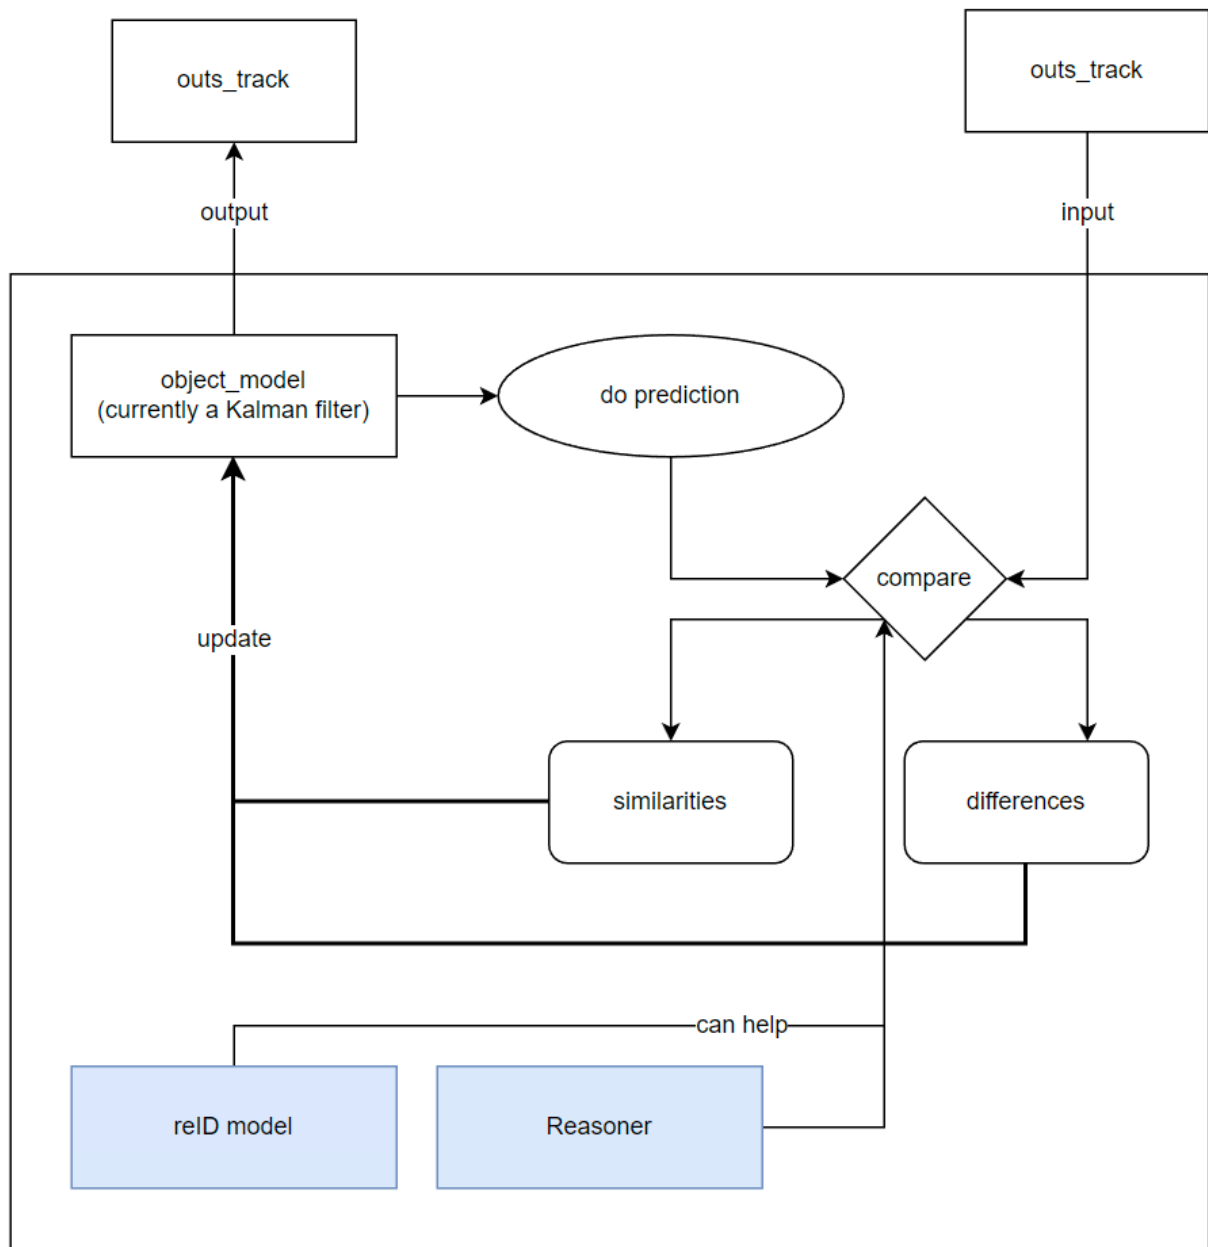 outs_track
outs_track
output
input
object_model
(currently a Kalman filter)
do prediction
compare
update
similarities
differences
can help
reID model
Reasoner